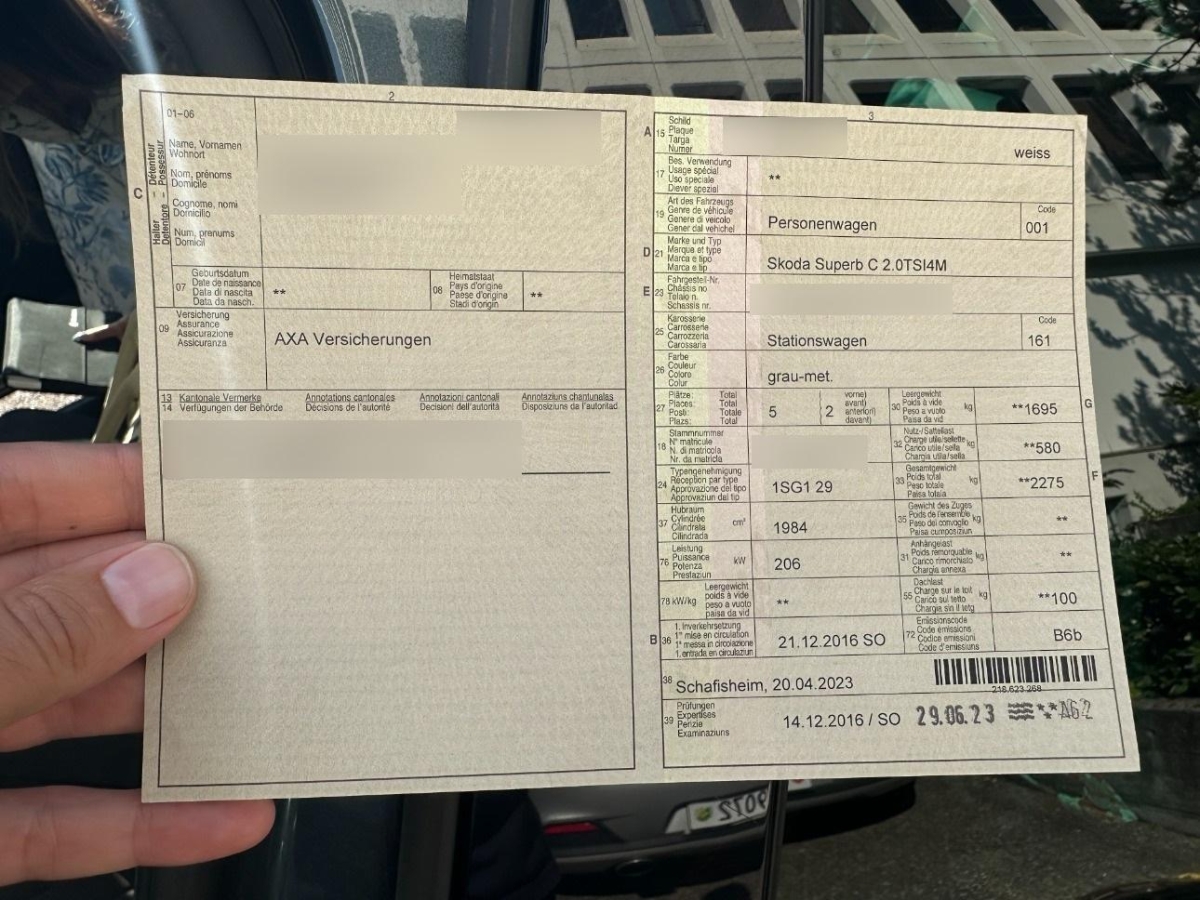 2
01-06
C
Halter - Détenteur
Detentore - Possessur
Name, Vornamen
Wohnort
Nom, prénoms
Domicile
Cognome, nomi
Domicilio
Num, prenums
Domicil
07
Geburtsdatum
Date de naissance
Data di nascita
Data da nasch.
**
08
Heimatstaat
Pays d'origine
Paese d'origine
Stadi d'origin
**
09
Versicherung
Assurance
Assicurazione
Assicuranza
AXA Versicherungen
13 Kantonale Vermerke Annotations cantonales Annotazioni cantonali Annotaziuns chantunalas
14 Verfügungen der Behörde Décisions de l'autorité Decisioni dell'autorità Disposiziuns da l'autoritad
3
A 15
Schild
Plaque
Targa
Numer
weiss
17
Bes. Verwendung
Usage spécial
Uso speciale
Diever spezial
**
19
Art des Fahrzeugs
Genre de véhicule
Genere di veicolo
Gener dal vehichel
Personenwagen
Code
001
D 21
Marke und Typ
Marque et type
Marca e tipo
Marca e tip
Skoda Superb C 2.0TSI4M
E 23
Fahrgestell-Nr.
Châssis no
Telaio n.
Schassis nr.
25
Karosserie
Carrosserie
Carrozzeria
Carossaria
Stationswagen
Code
161
26
Farbe
Couleur
Colore
Colur
grau-met.
27
Plätze: Total
Places: Total
Posti: Totale
Plazs: Total
5
2
vorne)
avant)
anteriori)
davant)
30
Leergewicht
Poids à vide
Peso a vuoto
Paisa da vid
kg
**1695
G
18
Stammnummer
N° matricule
N. di matricola
Nr. da matricla
32
Nutz-/Sattellast
Charge utile/sellette
Carico utile/sella
Chargia utila/sella
kg
**580
24
Typengenehmigung
Réception par type
Approvazione del tipo
Approvaziun dal tip
1SG1 29
33
Gesamtgewicht
Poids total
Peso totale
Paisa totala
kg
**2275
F
37
Hubraum
Cylindrée
Cilindrata
Cilindrada
cm³
1984
35
Gewicht des Zuges
Poids de l'ensemble
Peso del convoglio
Paisa cumposiziun
kg
**
76
Leistung
Puissance
Potenza
Prestaziun
kW
206
31
Anhängelast
Poids remorquable
Carico rimorchiato
Chargia annexa
kg
**
78 kW/kg
Leergewicht
poids à vide
peso a vuoto
paisa da vid
**
55
Dachlast
Charge sur le toit
Carico sul tetto
Chargia sin il tetg
kg
**100
B 36
1. Inverkehrsetzung
1re mise en circulation
1a messa in circolazione
1. entrada en circulaziun
21.12.2016 SO
72
Emissionscode
Code émissions
Codice emissioni
Code d'emissiuns
B6b
38
Schafisheim, 20.04.2023
218.623.268
39
Prüfungen
Expertises
Perizie
Examinaziuns
14.12.2016 / SO 29.06.23 A62